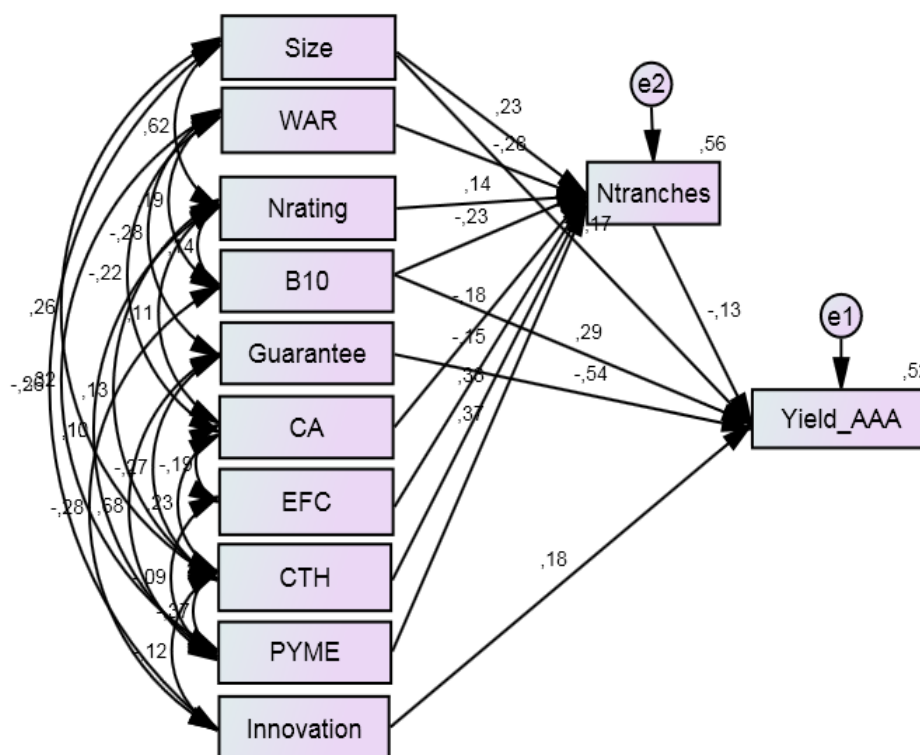 Size
WAR
Nrating
B10
Guarantee
CA
EFC
CTH
PYME
Innovation
e2
,56
Ntranches
e1
,52
Yield_AAA
,23
-,28
,14
-,23
,17
-,18
-,15
,38
,37
-,13
,29
-,54
,18
,62
,19
-,28
,14
-,22
,11
,26
,13
,10
-,27
-,19
,23
-,28
,68
-,09
-,37
-,12